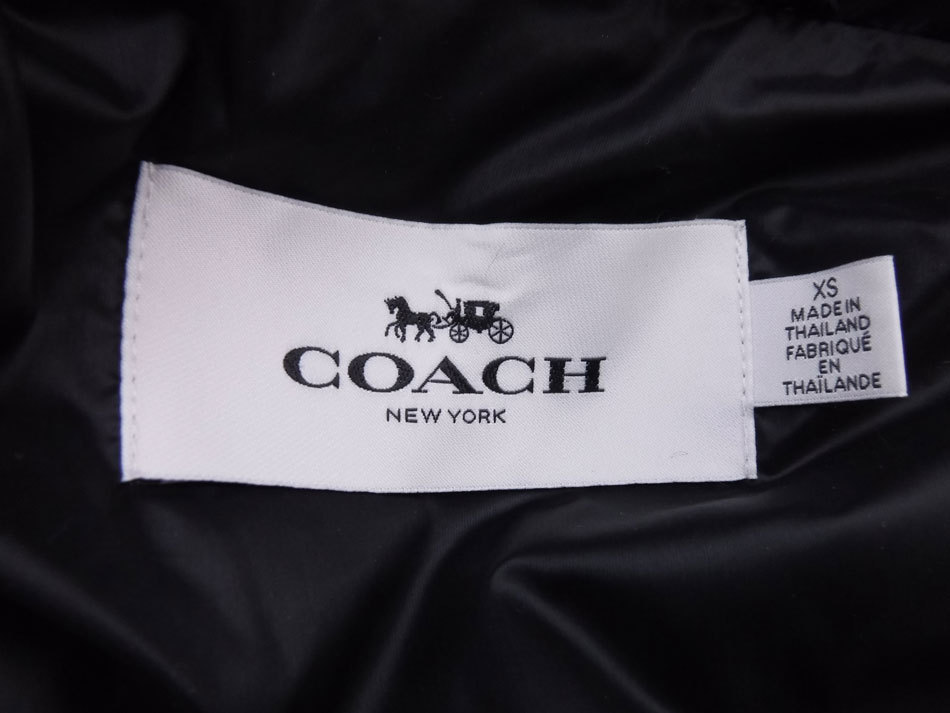 COACH
NEW YORK
XS
MADE IN
THAILAND
FABRIQUÉ
EN
THAÏLANDE